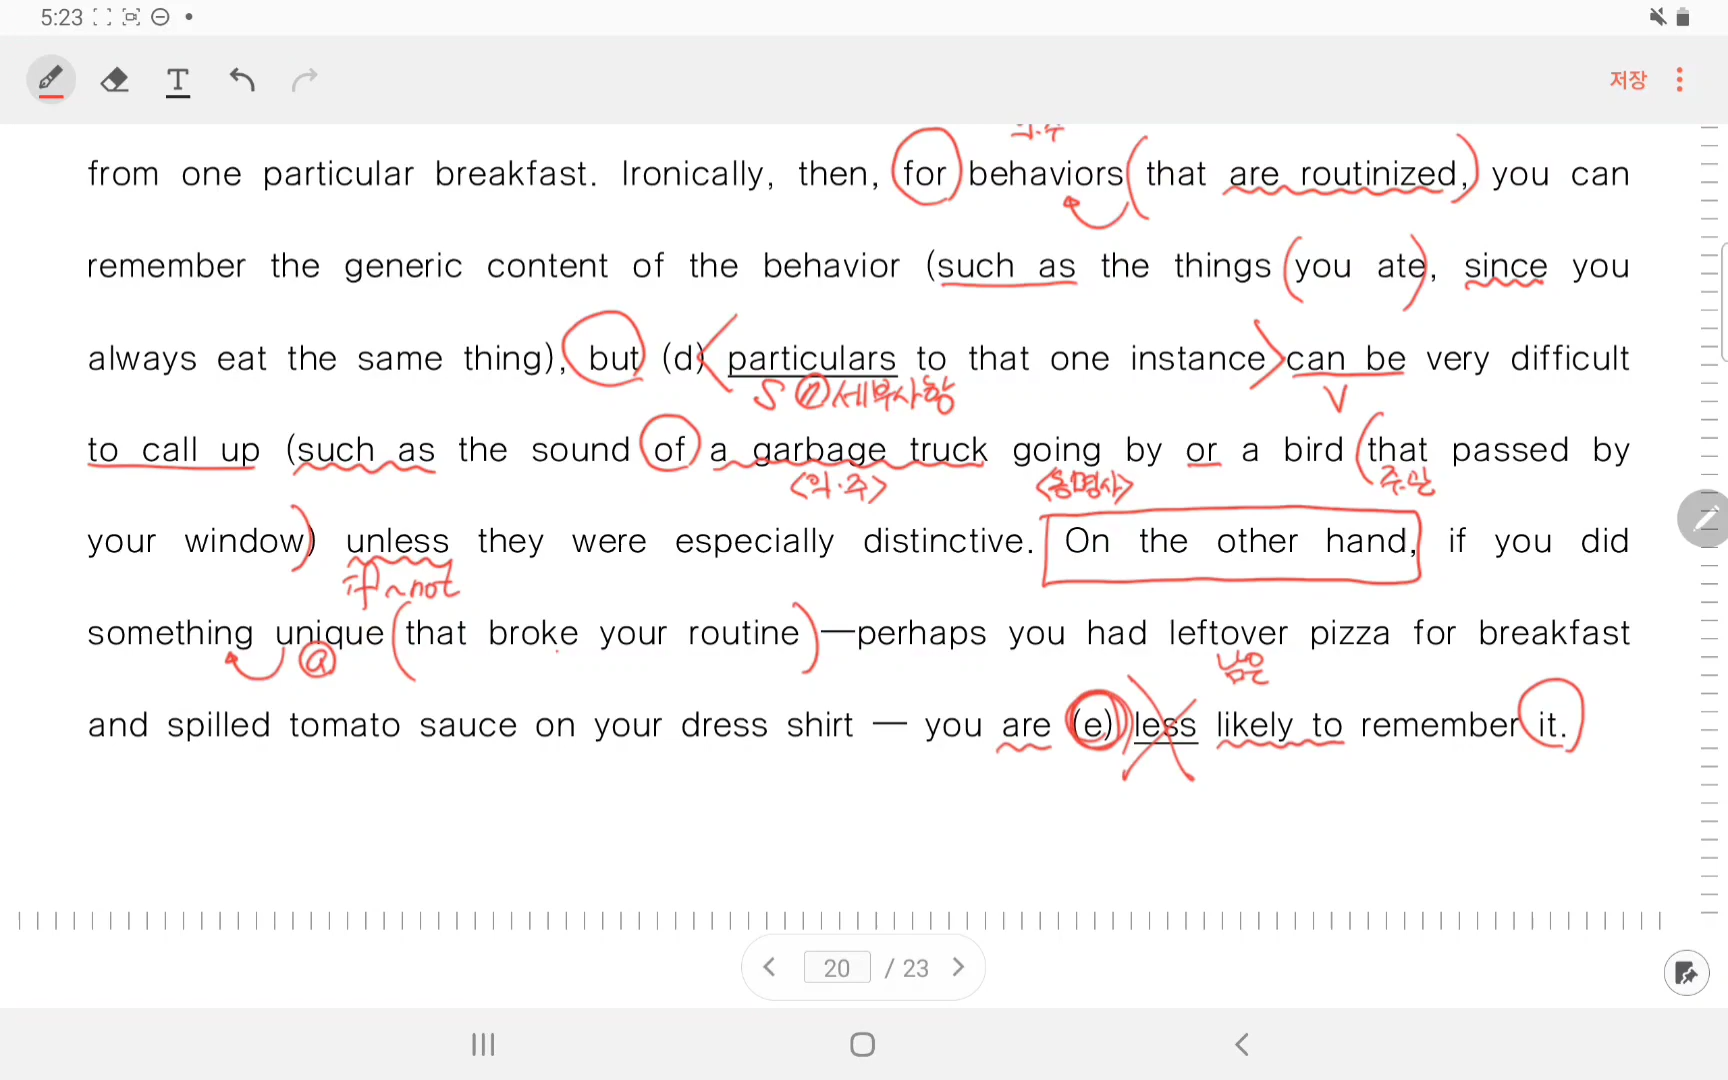 5:23
저장
의.주
from one particular breakfast. Ironically, then, for behaviors that are routinized, you can
remember the generic content of the behavior (such as the things you ate, since you
always eat the same thing), but (d) particulars to that one instance can be very difficult
S ⓝ세부사항 V
to call up (such as the sound of a garbage truck going by or a bird that passed by
<의.주> <동명사> 주.관
your window) unless they were especially distinctive. On the other hand, if you did
if ~not
something unique that broke your routine —perhaps you had leftover pizza for breakfast
ⓐ 남은
and spilled tomato sauce on your dress shirt — you are (e) less likely to remember it.
20 / 23